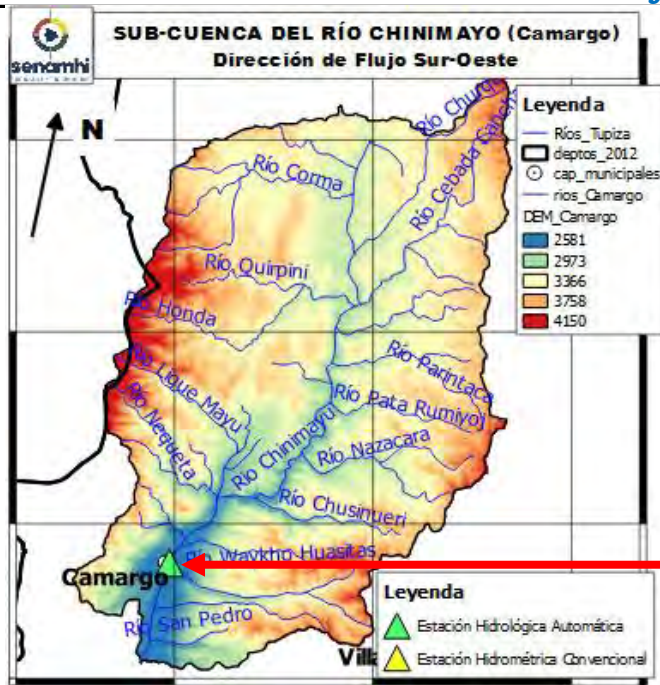 SUB-CUENCA DEL RÍO CHINIMAYO (Camargo)
Dirección de Flujo Sur-Oeste
senamhi
N
Leyenda
Ríos_Tupiza
deptos_2012
cap_municipales
rios_Camargo
DEM_Camargo
2581
2973
3366
3758
4150
Río Cebada Cancha
Río Corma
Río Quirpini
Río Honda
Río Parintaca
Río Lique Mayu
Río Pata Rumiyoj
Río Nequeta
Río Chinimayu
Río Nazacara
Río Chusinueri
Río Waykho Huasitas
Camargo
Río San Pedro
Leyenda
Estación Hidrológica Automática
Estación Hidrométrica Convencional